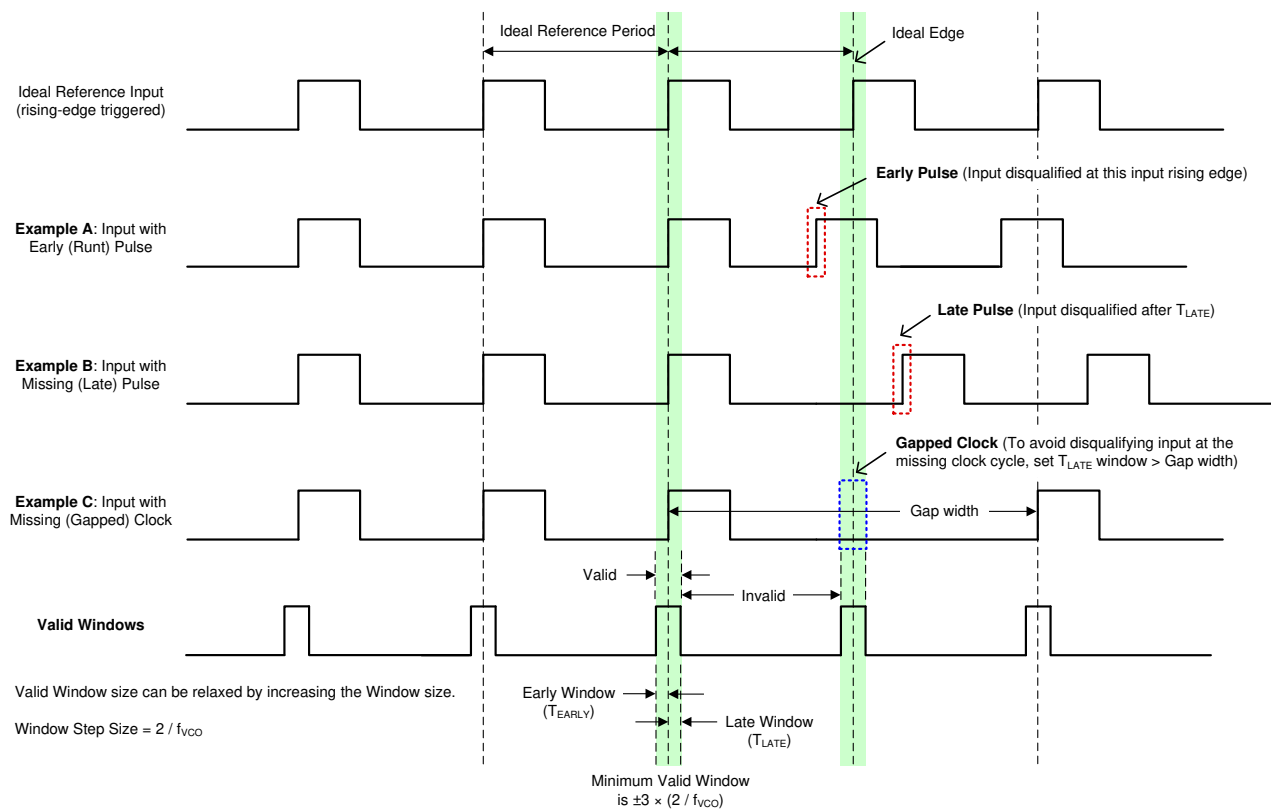 Ideal Reference Period
Ideal Edge
Ideal Reference Input
(rising-edge triggered)
Early Pulse (Input disqualified at this input rising edge)
Example A: Input with
Early (Runt) Pulse
Late Pulse (Input disqualified after TLATE)
Example B: Input with
Missing (Late) Pulse
Gapped Clock (To avoid disqualifying input at the
missing clock cycle, set TLATE window > Gap width)
Example C: Input with
Missing (Gapped) Clock
Gap width
Valid
Invalid
Valid Windows
Valid Window size can be relaxed by increasing the Window size.
Window Step Size = 2 / fVCO
Early Window
(TEARLY)
Late Window
(TLATE)
Minimum Valid Window
is ±3 × (2 / fVCO)